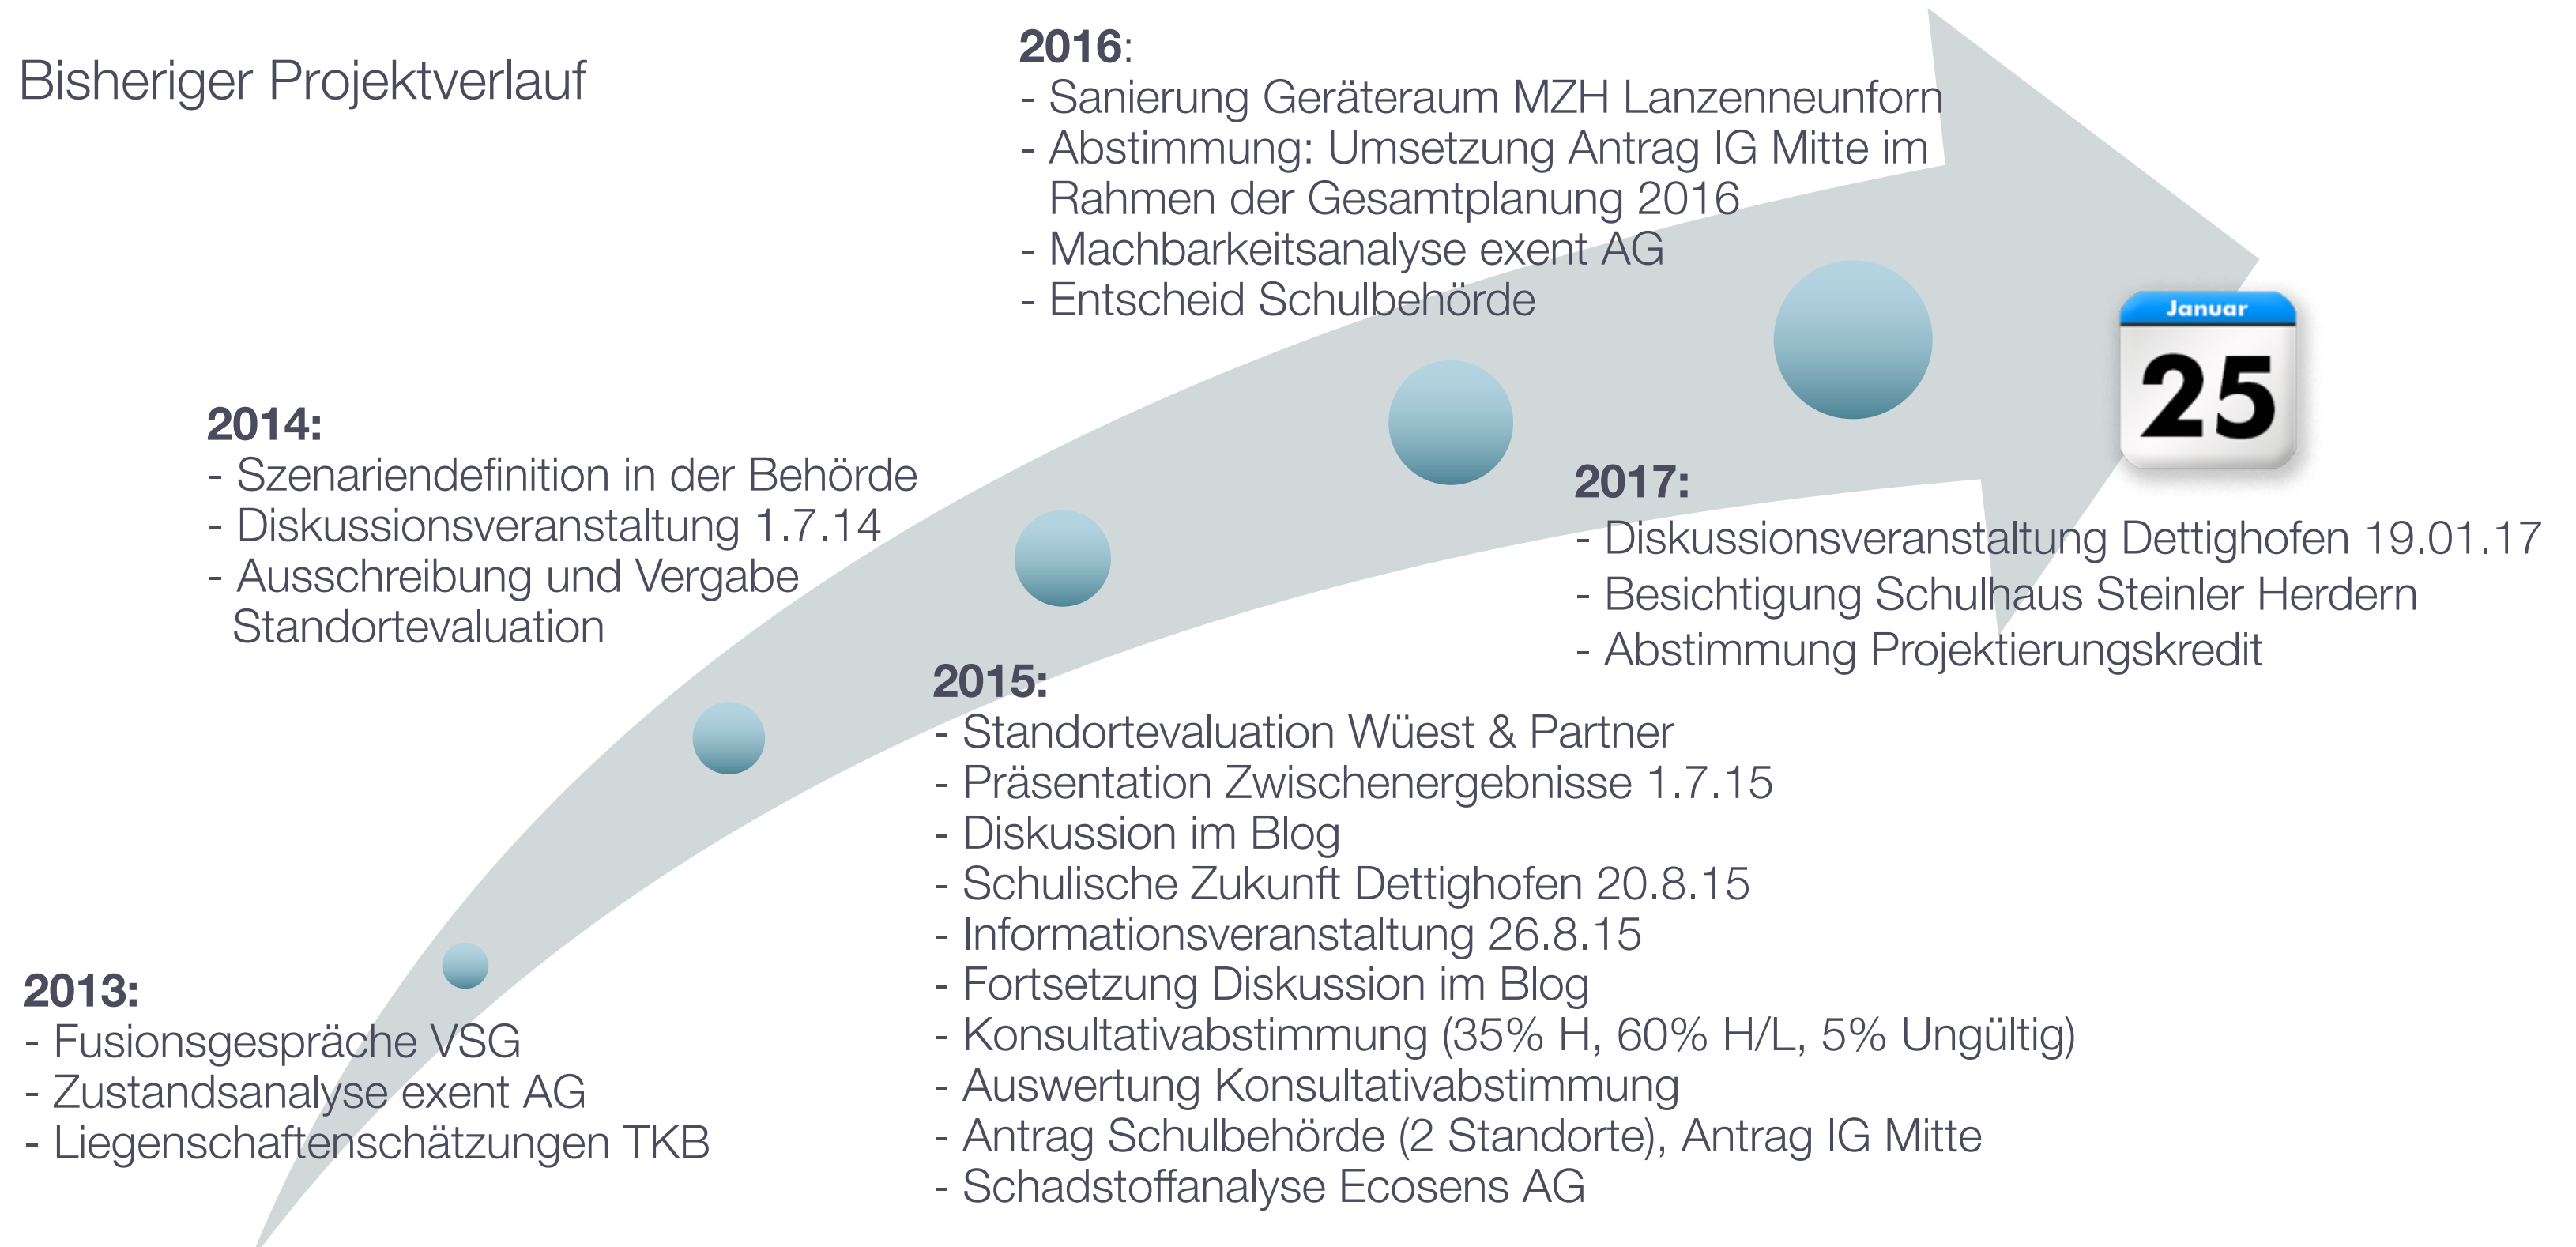 Bisheriger Projektverlauf
2016:
- Sanierung Geräteraum MZH Lanzenneunforn
- Abstimmung: Umsetzung Antrag IG Mitte im
Rahmen der Gesamtplanung 2016
- Machbarkeitsanalyse exent AG
- Entscheid Schulbehörde
Januar
25
2014:
- Szenariendefinition in der Behörde
- Diskussionsveranstaltung 1.7.14
- Ausschreibung und Vergabe
Standortevaluation
2017:
- Diskussionsveranstaltung Dettighofen 19.01.17
- Besichtigung Schulhaus Steinler Herdern
- Abstimmung Projektierungskredit
2015:
- Standortevaluation Wüest & Partner
- Präsentation Zwischenergebnisse 1.7.15
- Diskussion im Blog
- Schulische Zukunft Dettighofen 20.8.15
- Informationsveranstaltung 26.8.15
- Fortsetzung Diskussion im Blog
- Konsultativabstimmung (35% H, 60% H/L, 5% Ungültig)
- Auswertung Konsultativabstimmung
- Antrag Schulbehörde (2 Standorte), Antrag IG Mitte
- Schadstoffanalyse Ecosens AG
2013:
- Fusionsgespräche VSG
- Zustandsanalyse exent AG
- Liegenschaftenschätzungen TKB